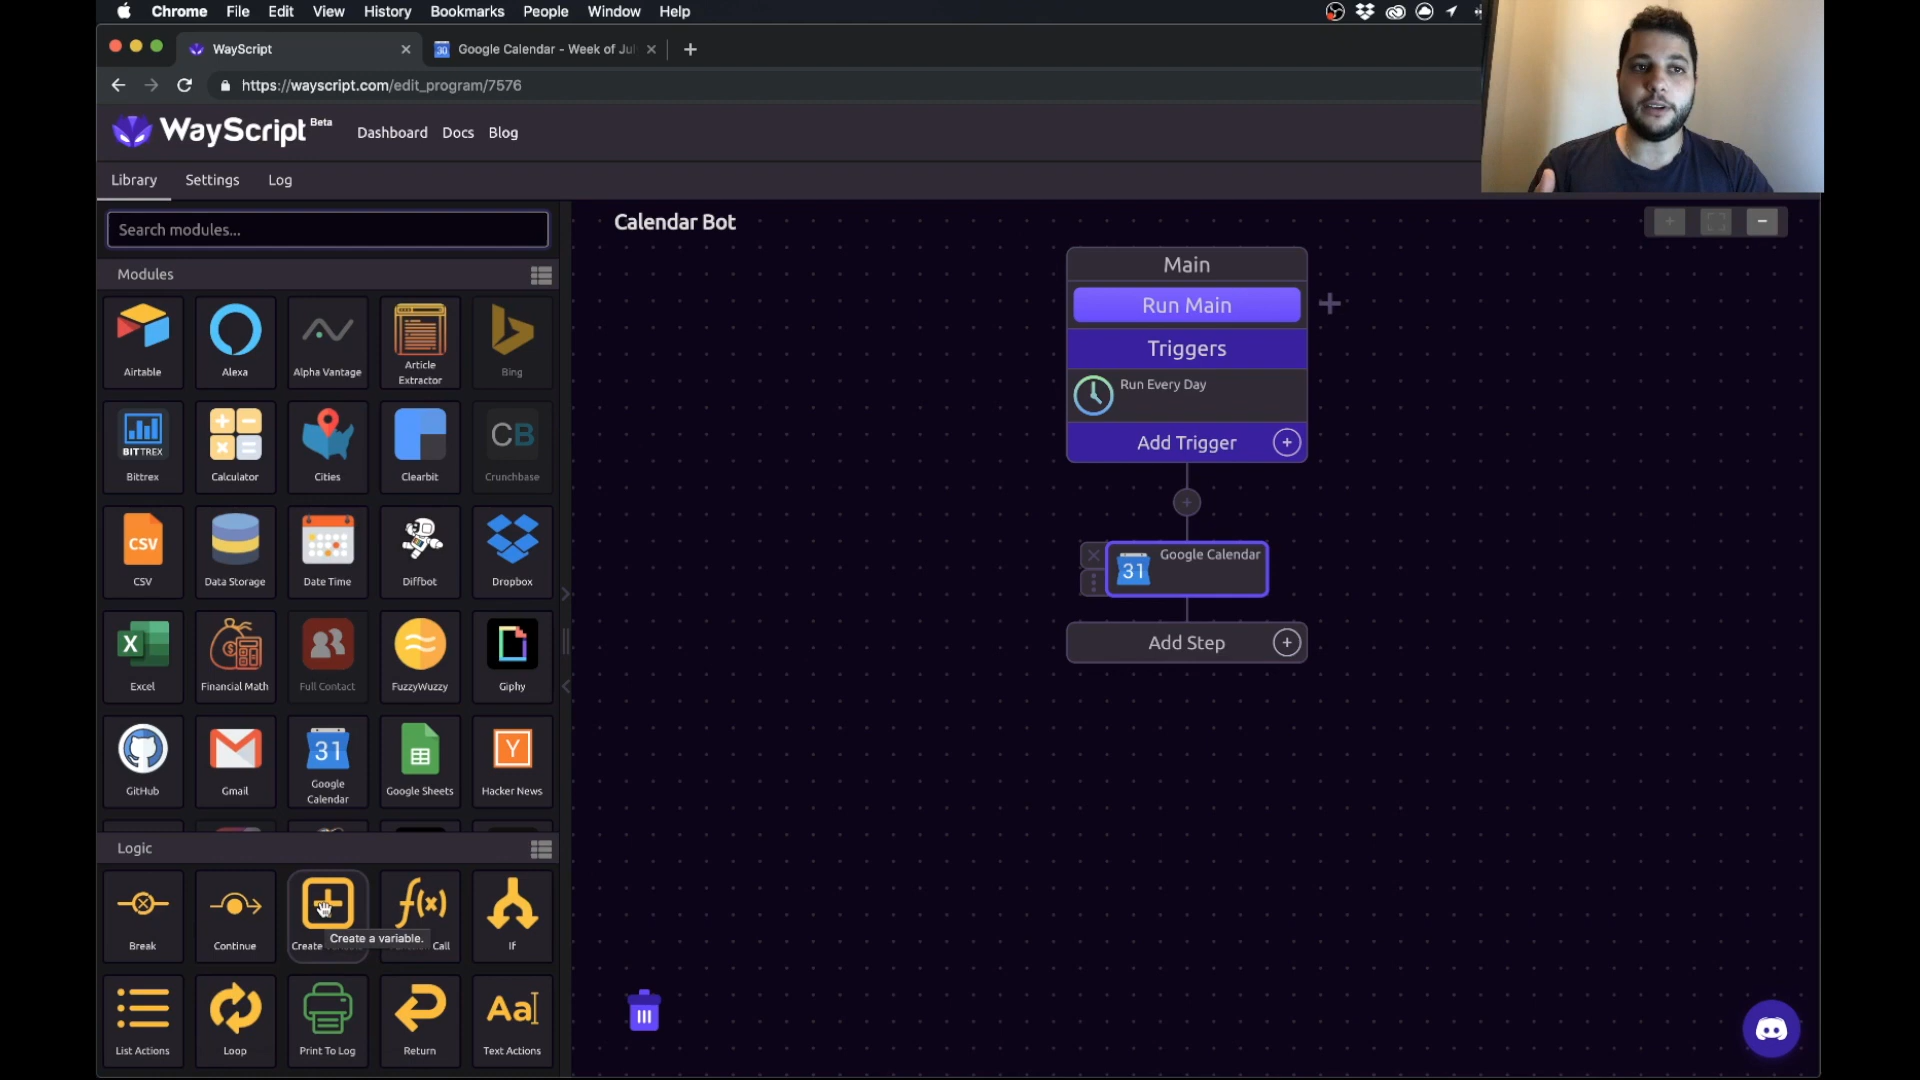 Chrome File Edit View History Bookmarks People Window Help
WayScript
Google Calendar - Week of Jul
https://wayscript.com/edit_program/7576
WayScript Beta Dashboard Docs Blog
Library Settings Log
Search modules...
Calendar Bot
Modules
Airtable Alexa Alpha Vantage Article Extractor Bing
BITTREX
CB
Bittrex Calculator Cities Clearbit Crunchbase
CSV
CSV Data Storage Date Time Diffbot Dropbox
X
Excel Financial Math Full Contact FuzzyWuzzy Giphy
31
Y
GitHub Gmail Google Calendar Google Sheets Hacker News
Logic
f(x)
Break Continue Create Call If
Create a variable.
Aa
List Actions Loop Print To Log Return Text Actions
Main
Run Main
Triggers
Run Every Day
Add Trigger
31 Google Calendar
Add Step